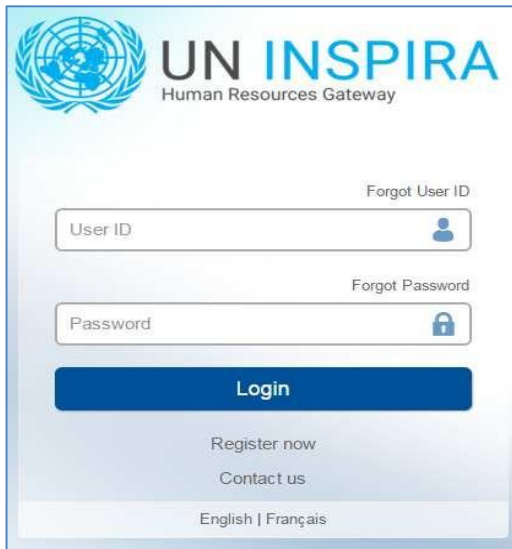 UN INSPIRA
Human Resources Gateway
Forgot User ID
User ID
Forgot Password
Password
Login
Register now
Contact us
English | Français